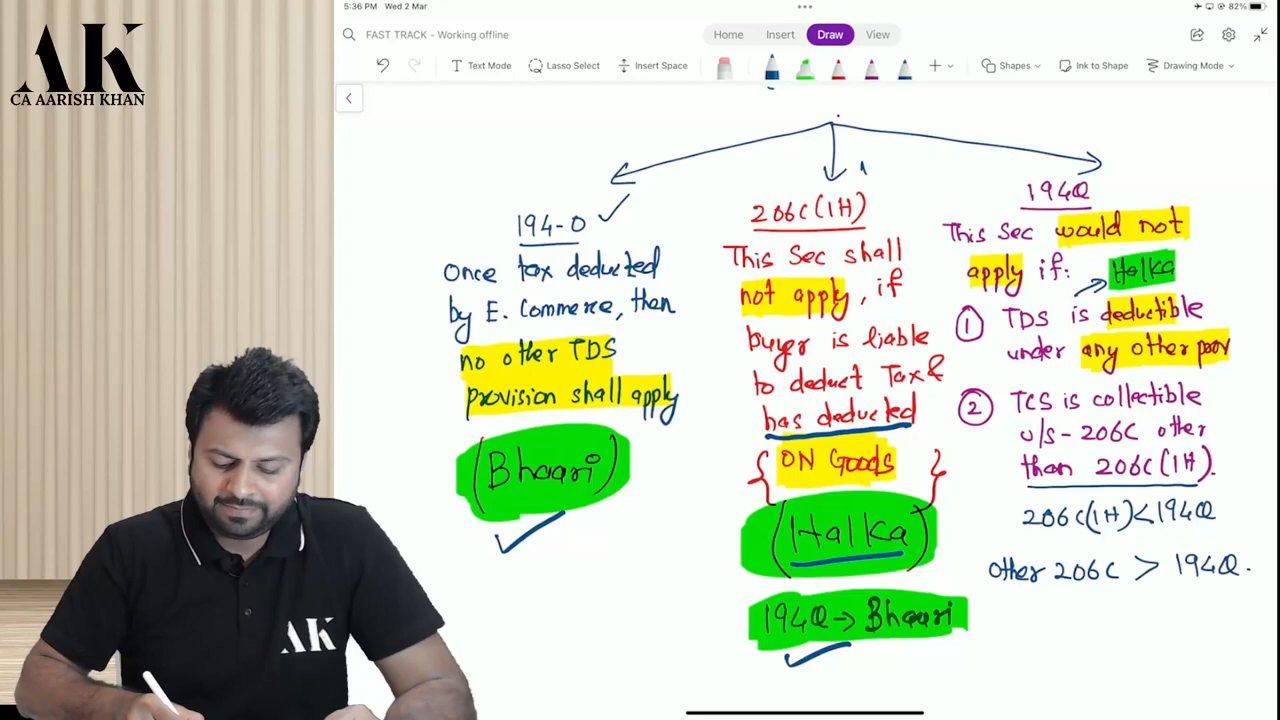 5:36 PM Wed 2 Mar
82%
AK
CA AARISH KHAN
FAST TRACK - Working offline
Home Insert Draw View
Text Mode
Lasso Select
Insert Space
Shapes
Ink to Shape
Drawing Mode
194-O
Once tax deducted
by E. Commerce, then
no other TDS
provision shall apply
(Bhaari)
206C(1H)
This Sec shall
not apply, if
buyer is liable
to deduct Tax &
has deducted
{ ON Goods }
(Halka)
194Q → Bhaari
194Q
This Sec would not
apply if:
Halka
① TDS is deductible
under any other prov
② TCS is collectible
u/s - 206C other
than 206C(1H).
206C(1H) < 194Q
Other 206C > 194Q.
AK